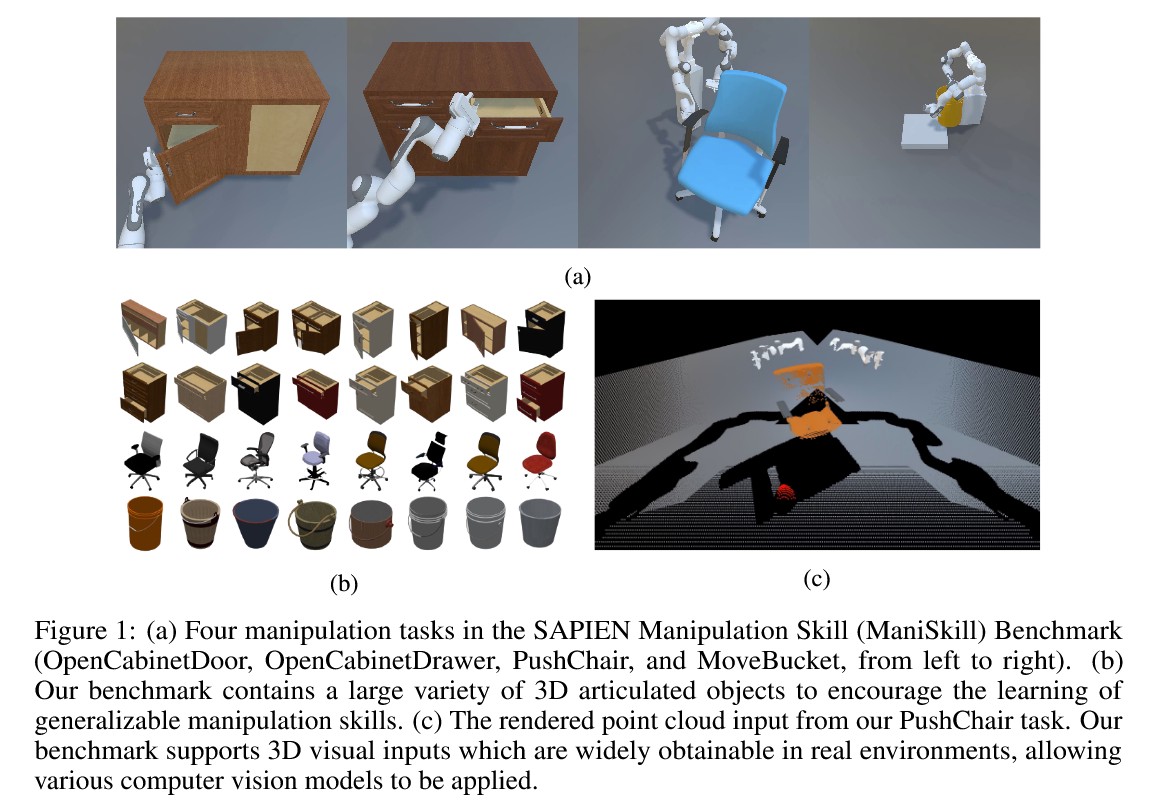 (a)
(b)
(c)
Figure 1: (a) Four manipulation tasks in the SAPIEN Manipulation Skill (ManiSkill) Benchmark
(OpenCabinetDoor, OpenCabinetDrawer, PushChair, and MoveBucket, from left to right). (b)
Our benchmark contains a large variety of 3D articulated objects to encourage the learning of
generalizable manipulation skills. (c) The rendered point cloud input from our PushChair task. Our
benchmark supports 3D visual inputs which are widely obtainable in real environments, allowing
various computer vision models to be applied.